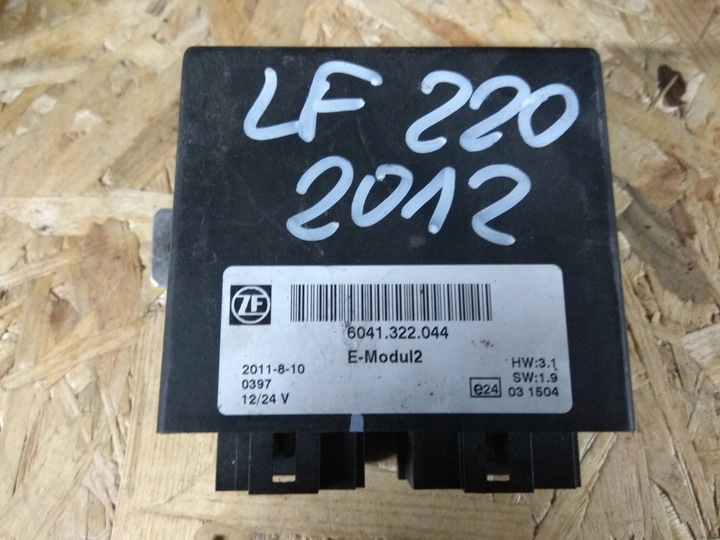 LF 220
2012
ZF
6041.322.044
E-Modul2
2011-8-10
0397
12/24 V
HW:3.1
SW:1.9
e24 03 1504